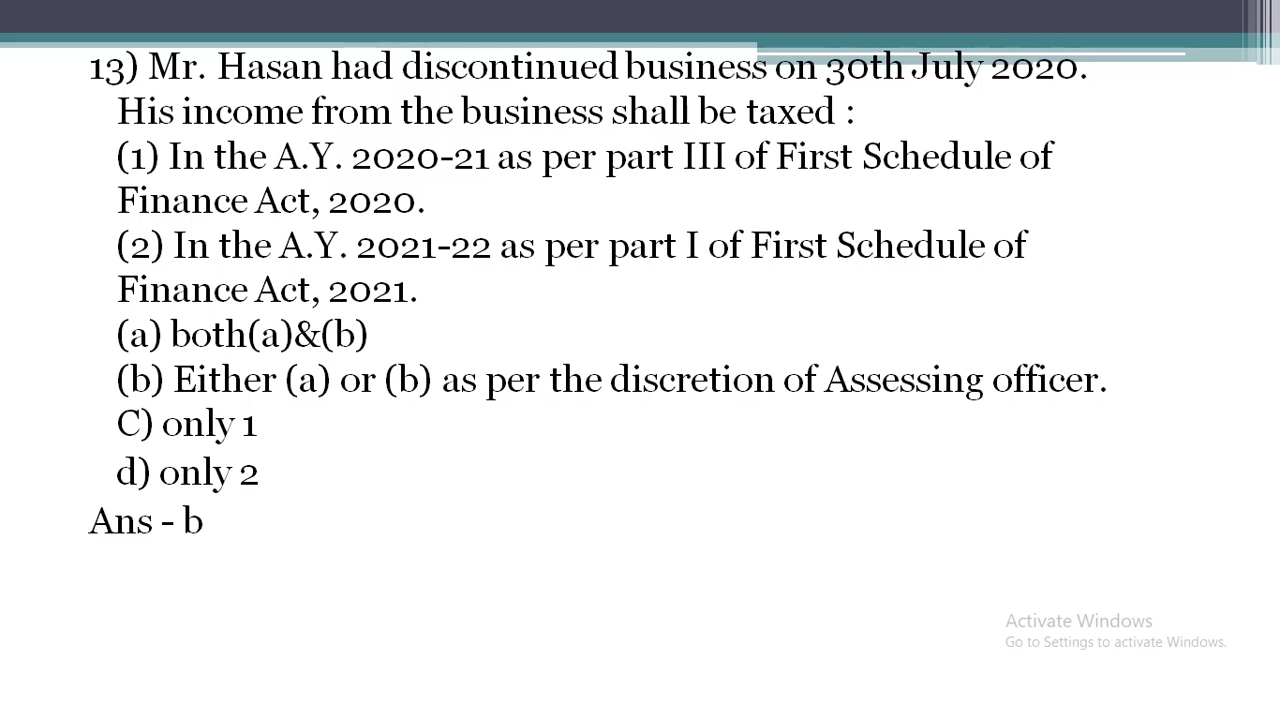 13) Mr. Hasan had discontinued business on 30th July 2020.
His income from the business shall be taxed :
(1) In the A.Y. 2020-21 as per part III of First Schedule of
Finance Act, 2020.
(2) In the A.Y. 2021-22 as per part I of First Schedule of
Finance Act, 2021.
(a) both(a)&(b)
(b) Either (a) or (b) as per the discretion of Assessing officer.
C) only 1
d) only 2
Ans - b
Activate Windows
Go to Settings to activate Windows.